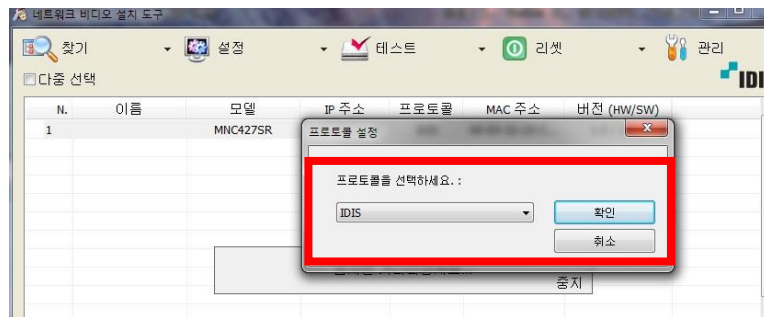 네트워크 비디오 설치 도구
찾기 설정 테스트 리셋 관리
다중 선택
N. 이름 모델 IP 주소 프로토콜 MAC 주소 버전 (HW/SW)
1 MNC427SR
프로토콜 설정
프로토콜을 선택하세요. :
IDIS 확인
취소
중지